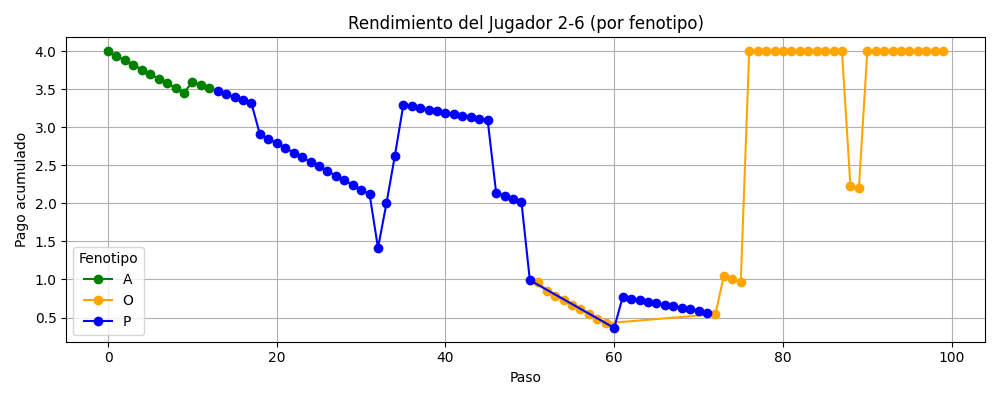 Rendimiento del Jugador 2-6 (por fenotipo)
Pago acumulado
4.0
3.5
3.0
2.5
2.0
1.5
1.0
0.5
Fenotipo
A
O
P
0 20 40 60 80 100
Paso